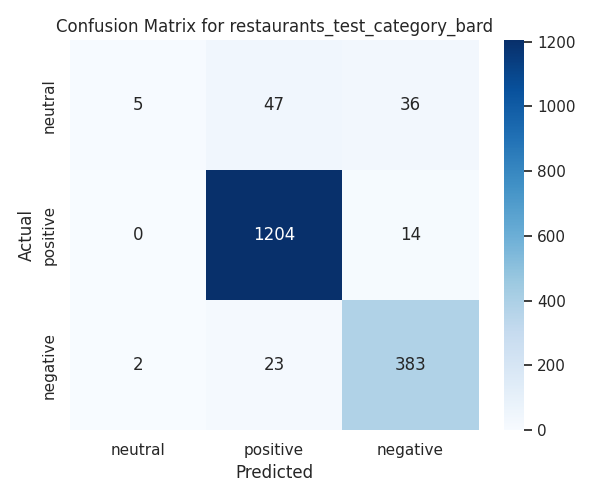 Confusion Matrix for restaurants_test_category_bard
neutral
5
47
36
positive
0
1204
14
negative
2
23
383
Actual
neutral
positive
negative
Predicted
1200
1000
800
600
400
200
0